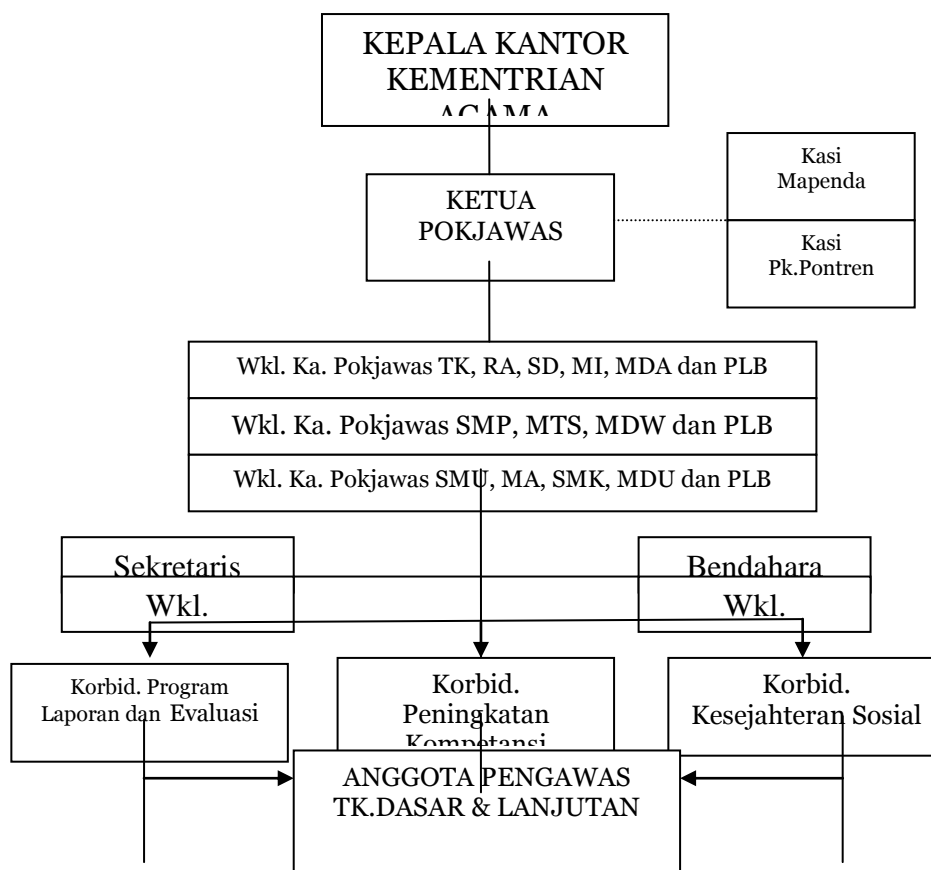 KEPALA KANTOR
KEMENTRIAN
AGAMA
Kasi
Mapenda
KETUA
POKJAWAS
Kasi
Pk.Pontren
Wkl. Ka. Pokjawas TK, RA, SD, MI, MDA dan PLB
Wkl. Ka. Pokjawas SMP, MTS, MDW dan PLB
Wkl. Ka. Pokjawas SMU, MA, SMK, MDU dan PLB
Sekretaris
Wkl.
Bendahara
Wkl.
Korbid. Program
Laporan dan Evaluasi
Korbid.
Peningkatan
Kompetansi
Korbid.
Kesejahteran Sosial
ANGGOTA PENGAWAS
TK.DASAR & LANJUTAN